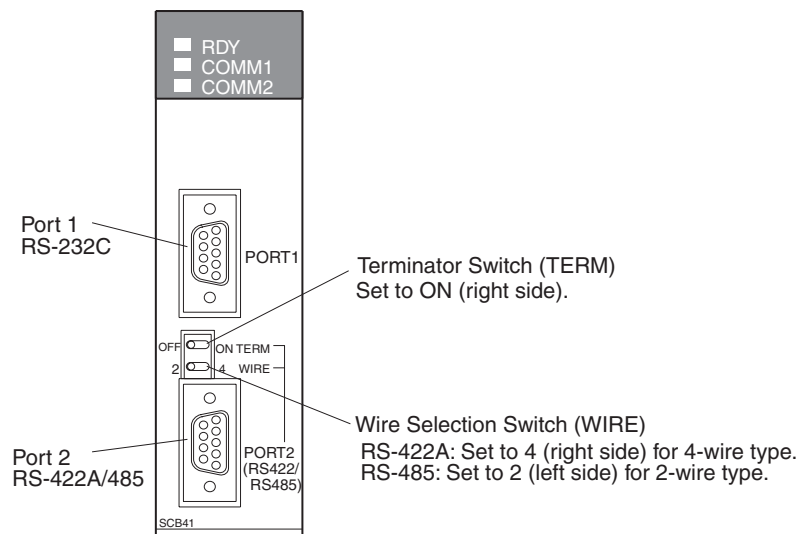 RDY
COMM1
COMM2
Port 1
RS-232C
PORT1
Terminator Switch (TERM)
Set to ON (right side).
OFF ON TERM
2 4 WIRE
Wire Selection Switch (WIRE)
RS-422A: Set to 4 (right side) for 4-wire type.
RS-485: Set to 2 (left side) for 2-wire type.
Port 2
RS-422A/485
PORT2
(RS422/
RS485)
SCB41